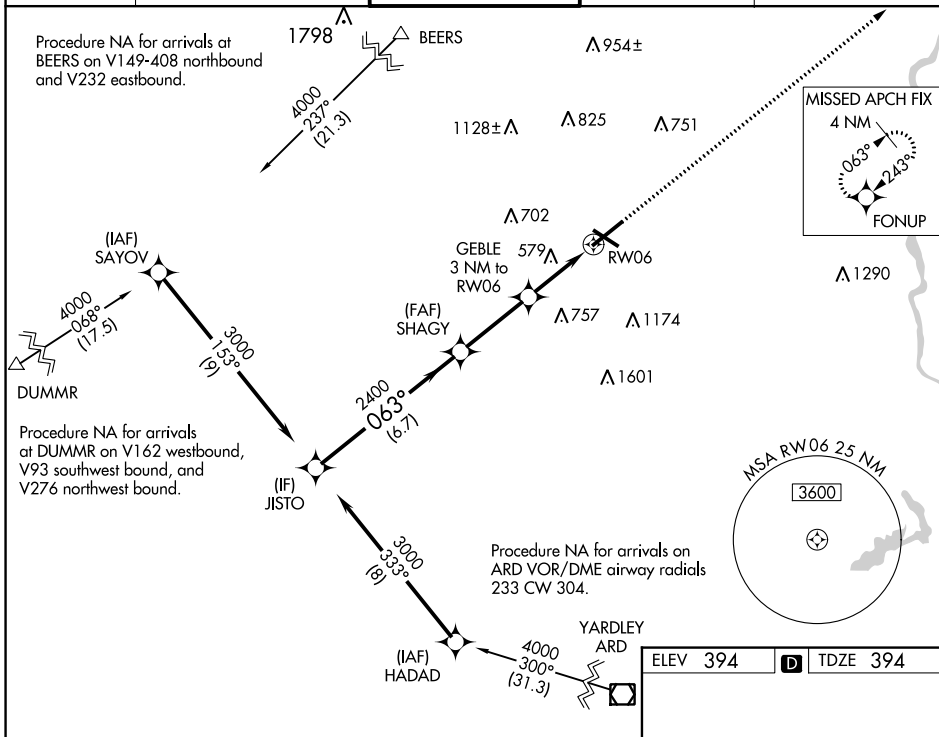 Procedure NA for arrivals at
BEERS on V149-408 northbound
and V232 eastbound.
1798
BEERS
4000
237°
(21.3)
954±
1128±
825
751
MISSED APCH FIX
4 NM
063°
243°
FONUP
702
(IAF)
SAYOV
GEBLE
3 NM to
RW06
579
RW06
1290
4000
068°
(17.5)
DUMMR
(FAF)
SHAGY
757
1174
1601
3000
153°
(9)
2400
063°
(6.7)
Procedure NA for arrivals
at DUMMR on V162 westbound,
V93 southwest bound, and
V276 northwest bound.
(IF)
JISTO
MSA RW06 25 NM
3600
3000
333°
(8)
Procedure NA for arrivals on
ARD VOR/DME airway radials
233 CW 304.
(IAF)
HADAD
4000
300°
(31.3)
YARDLEY
ARD
ELEV 394 D TDZE 394